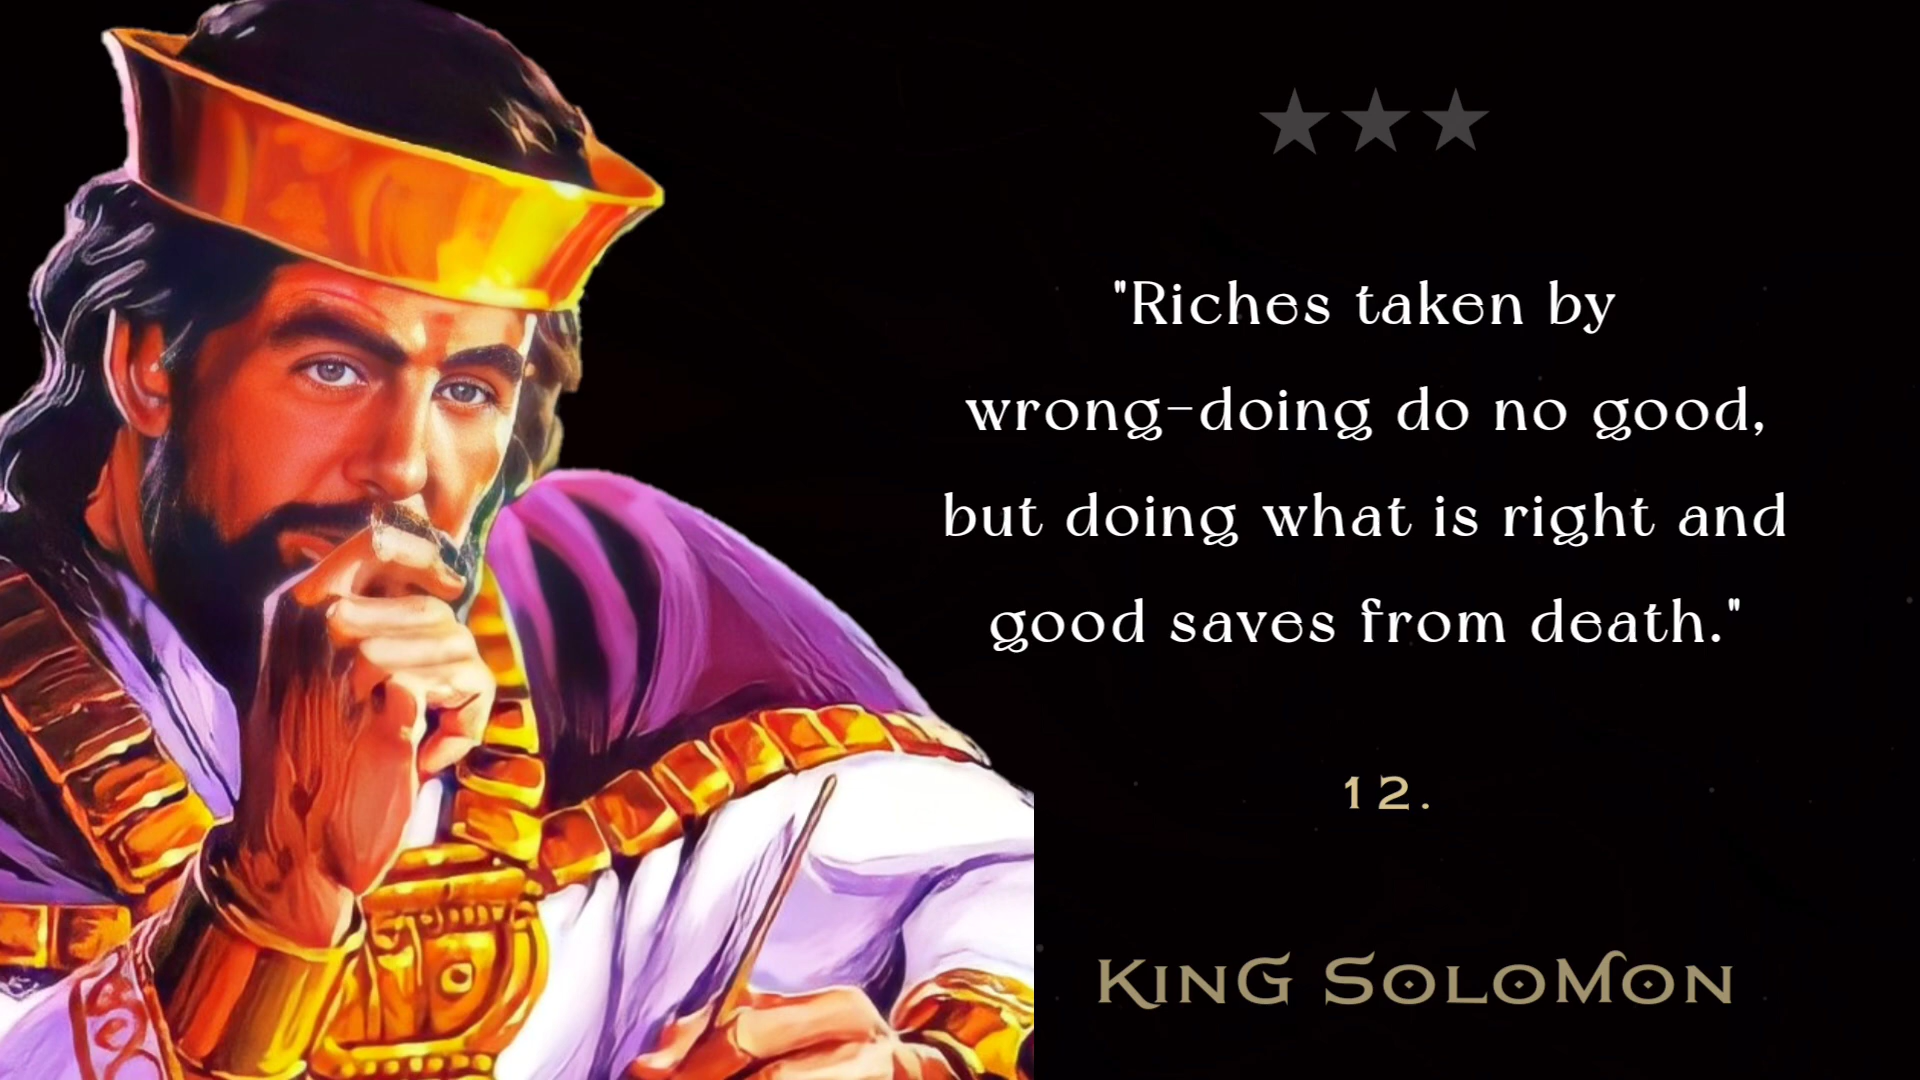 "Riches taken by
wrong-doing do no good,
but doing what is right and
good saves from death."
12.
KING SOLOMON